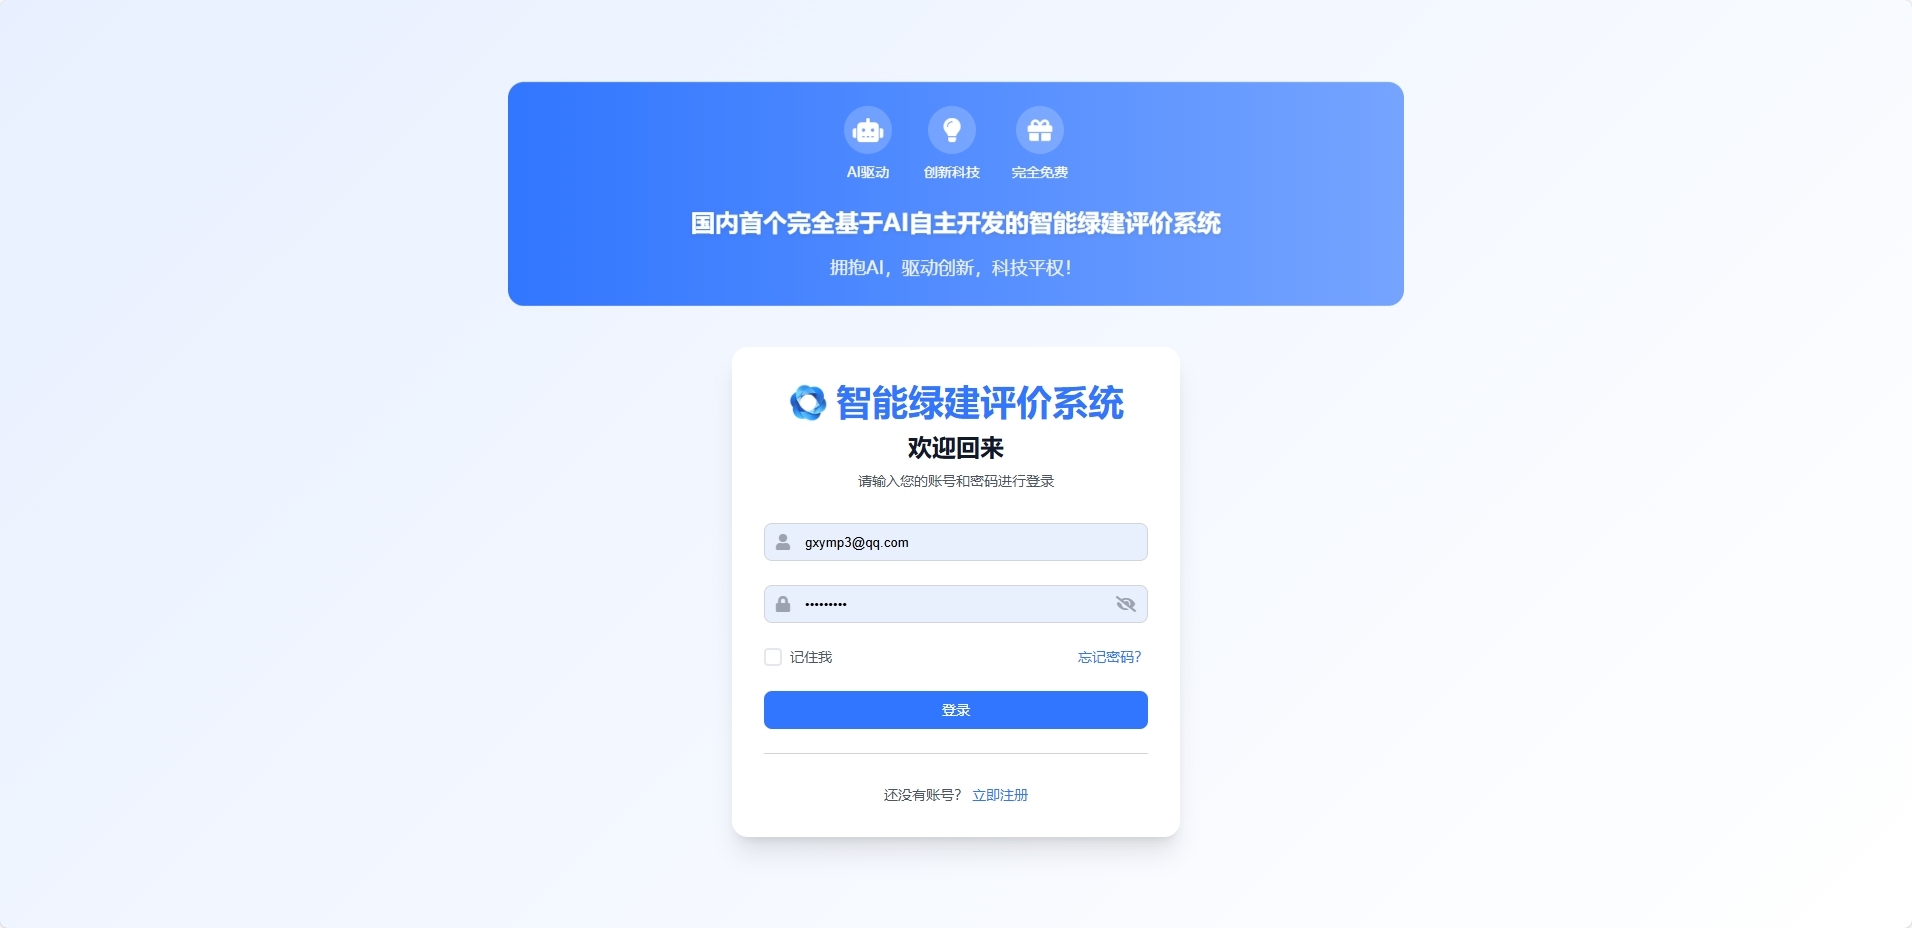 AI驱动 创新科技 完全免费
国内首个完全基于AI自主开发的智能绿建评价系统
拥抱AI，驱动创新，科技平权！
智能绿建评价系统
欢迎回来
请输入您的账号和密码进行登录
gxymp3@qq.com
•••••••••
记住我 忘记密码？
登录
还没有账号？ 立即注册